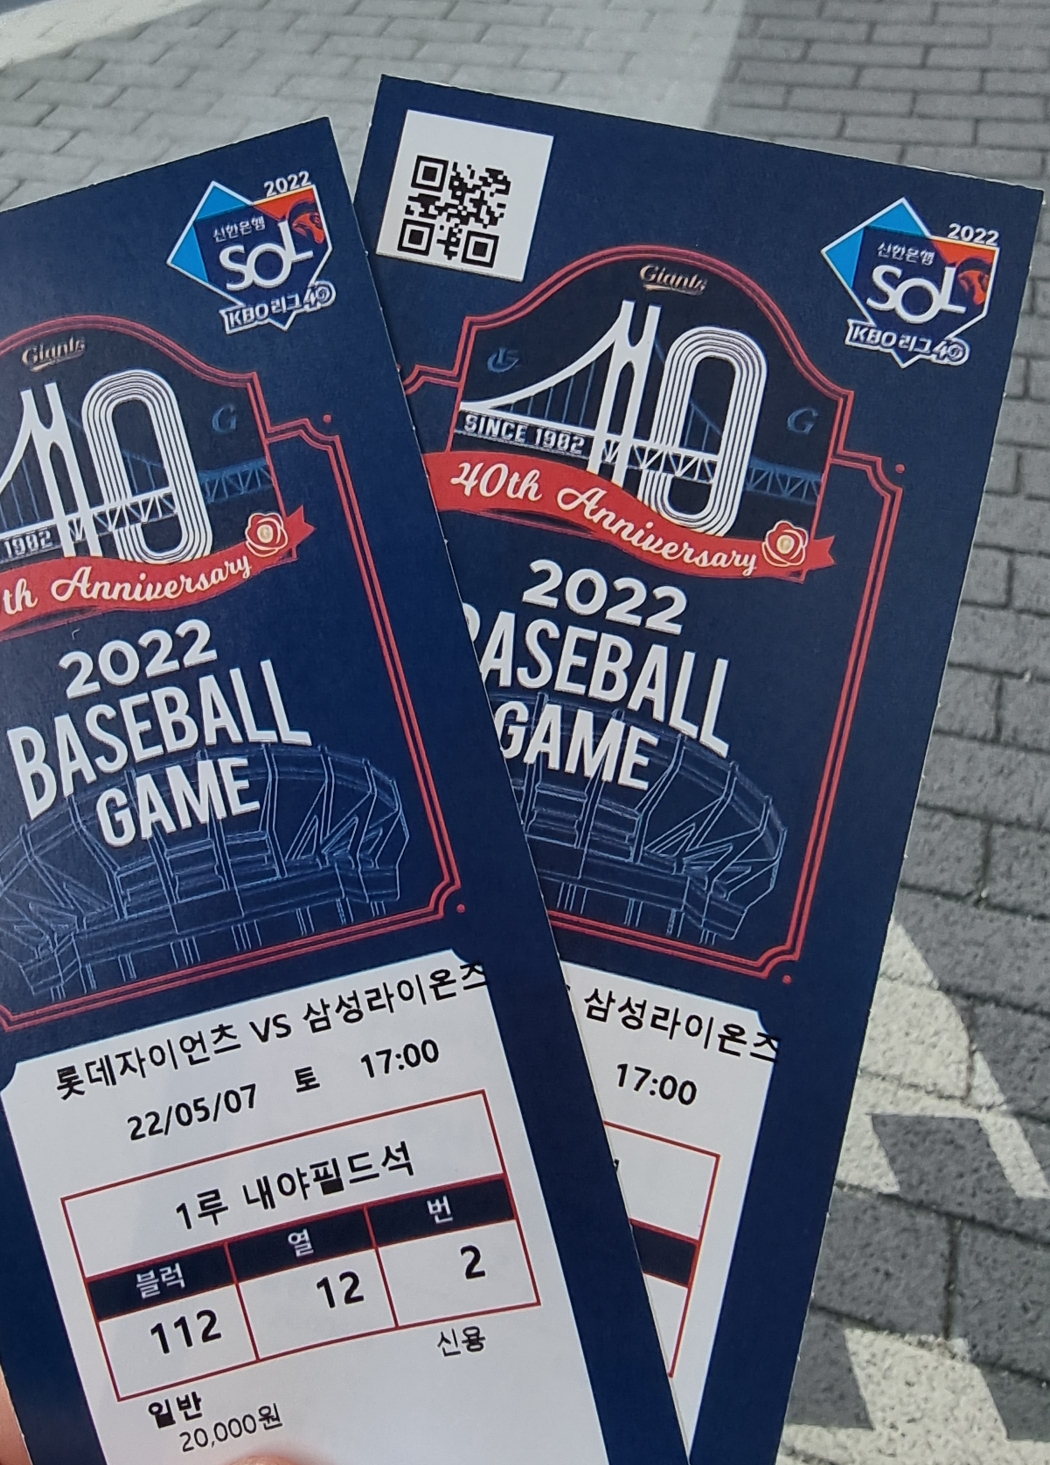 2022
신한은행
SOL
KBO 리그 40
Giants
1982
th Anniversary
2022
BASEBALL
GAME
롯데자이언츠 VS 삼성라이온즈
22/05/07 토 17:00
1루 내야필드석
블럭 열 번
112 12 2
신용
일반
20,000원
2022
신한은행
SOL
KBO 리그 40
Giants
G
40
SINCE 1982
40th Anniversary
2022
BASEBALL
GAME
삼성라이온즈
17:00